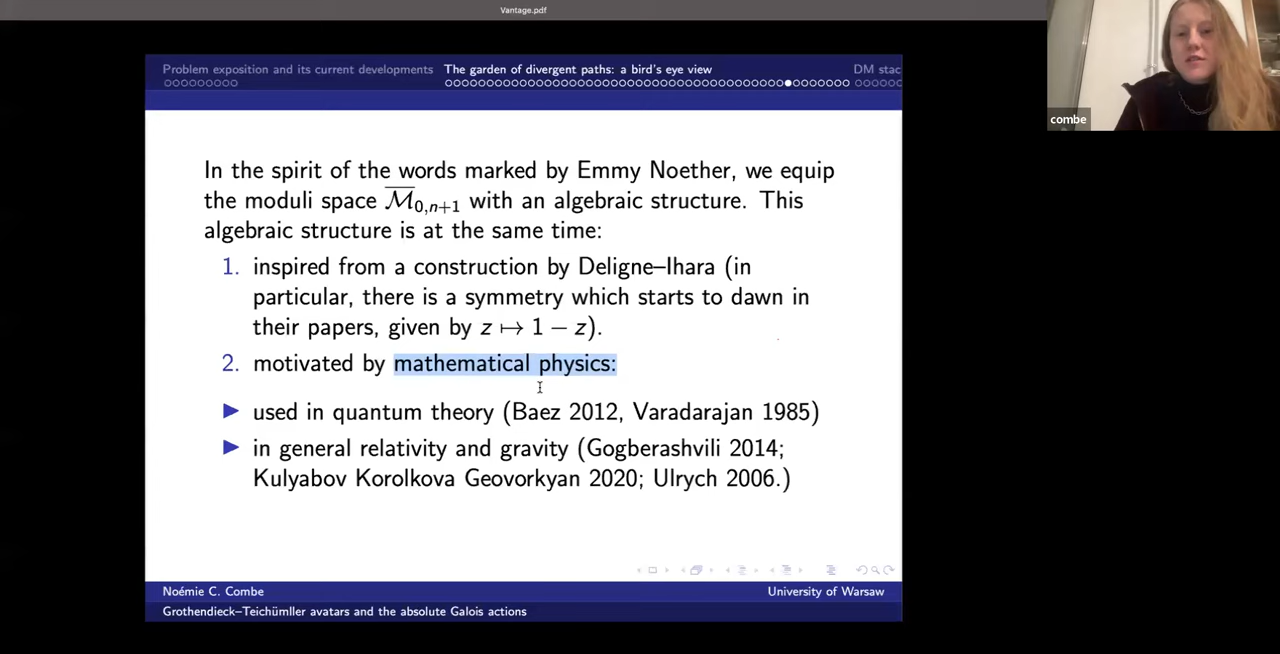 Vantage.pdf
combe
Problem exposition and its current developments
The garden of divergent paths: a bird's eye view
DM stac
In the spirit of the words marked by Emmy Noether, we equip
the moduli space $\overline{\mathcal{M}}_{0,n+1}$ with an algebraic structure. This
algebraic structure is at the same time:
1. inspired from a construction by Deligne–Ihara (in
particular, there is a symmetry which starts to dawn in
their papers, given by z ↦ 1 − z).
2. motivated by mathematical physics:
▶ used in quantum theory (Baez 2012, Varadarajan 1985)
▶ in general relativity and gravity (Gogberashvili 2014;
Kulyabov Korolkova Geovorkyan 2020; Ulrych 2006.)
Noémie C. Combe
University of Warsaw
Grothendieck–Teichümller avatars and the absolute Galois actions